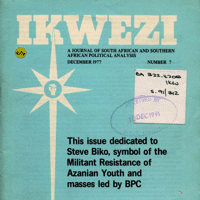 IKWEZI
A JOURNAL OF SOUTH AFRICAN AND SOUTHERN
AFRICAN POLITICAL ANALYSIS
DECEMBER 1977 NUMBER 7
This issue dedicated to
Steve Biko, symbol of the
Militant Resistance of
Azanian Youth and
masses led by BPC